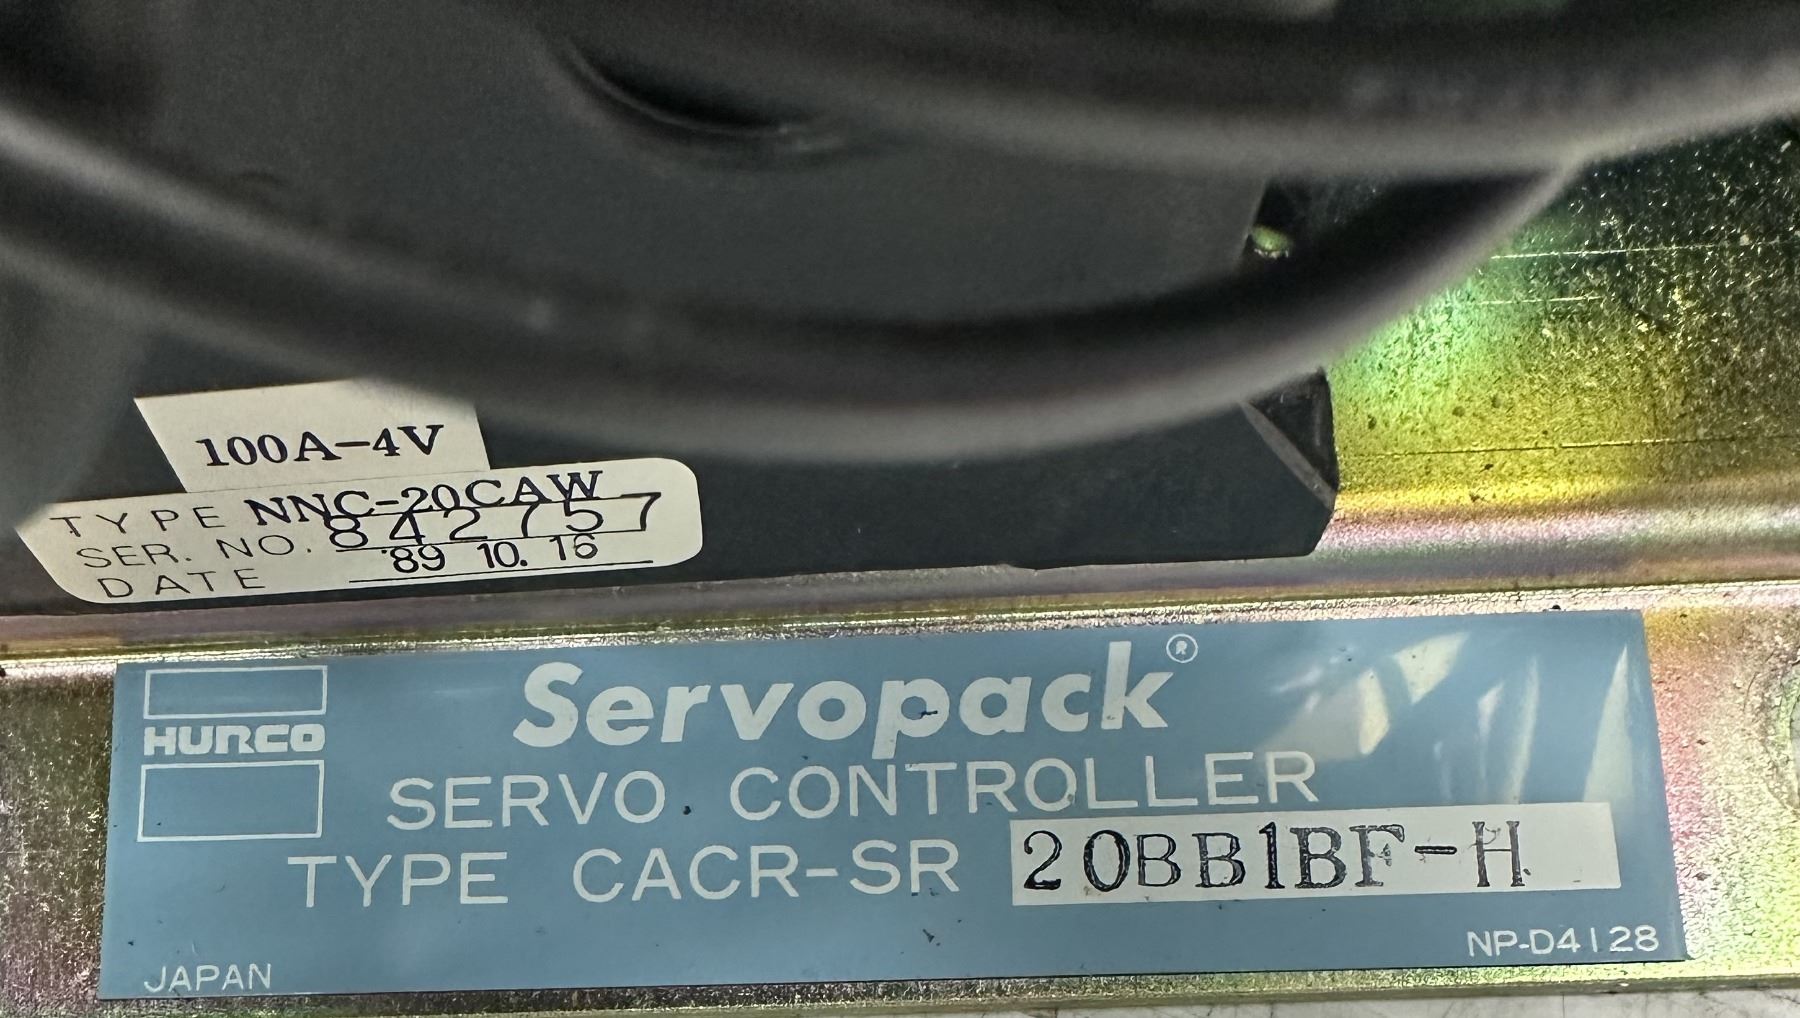 100A-4V
TYPE NNC-20CAW
SER. NO. 842757
DATE '89 10. 16
HURCO
Servopack®
SERVO CONTROLLER
TYPE CACR-SR 20BB1BF-H
NP-D4128
JAPAN